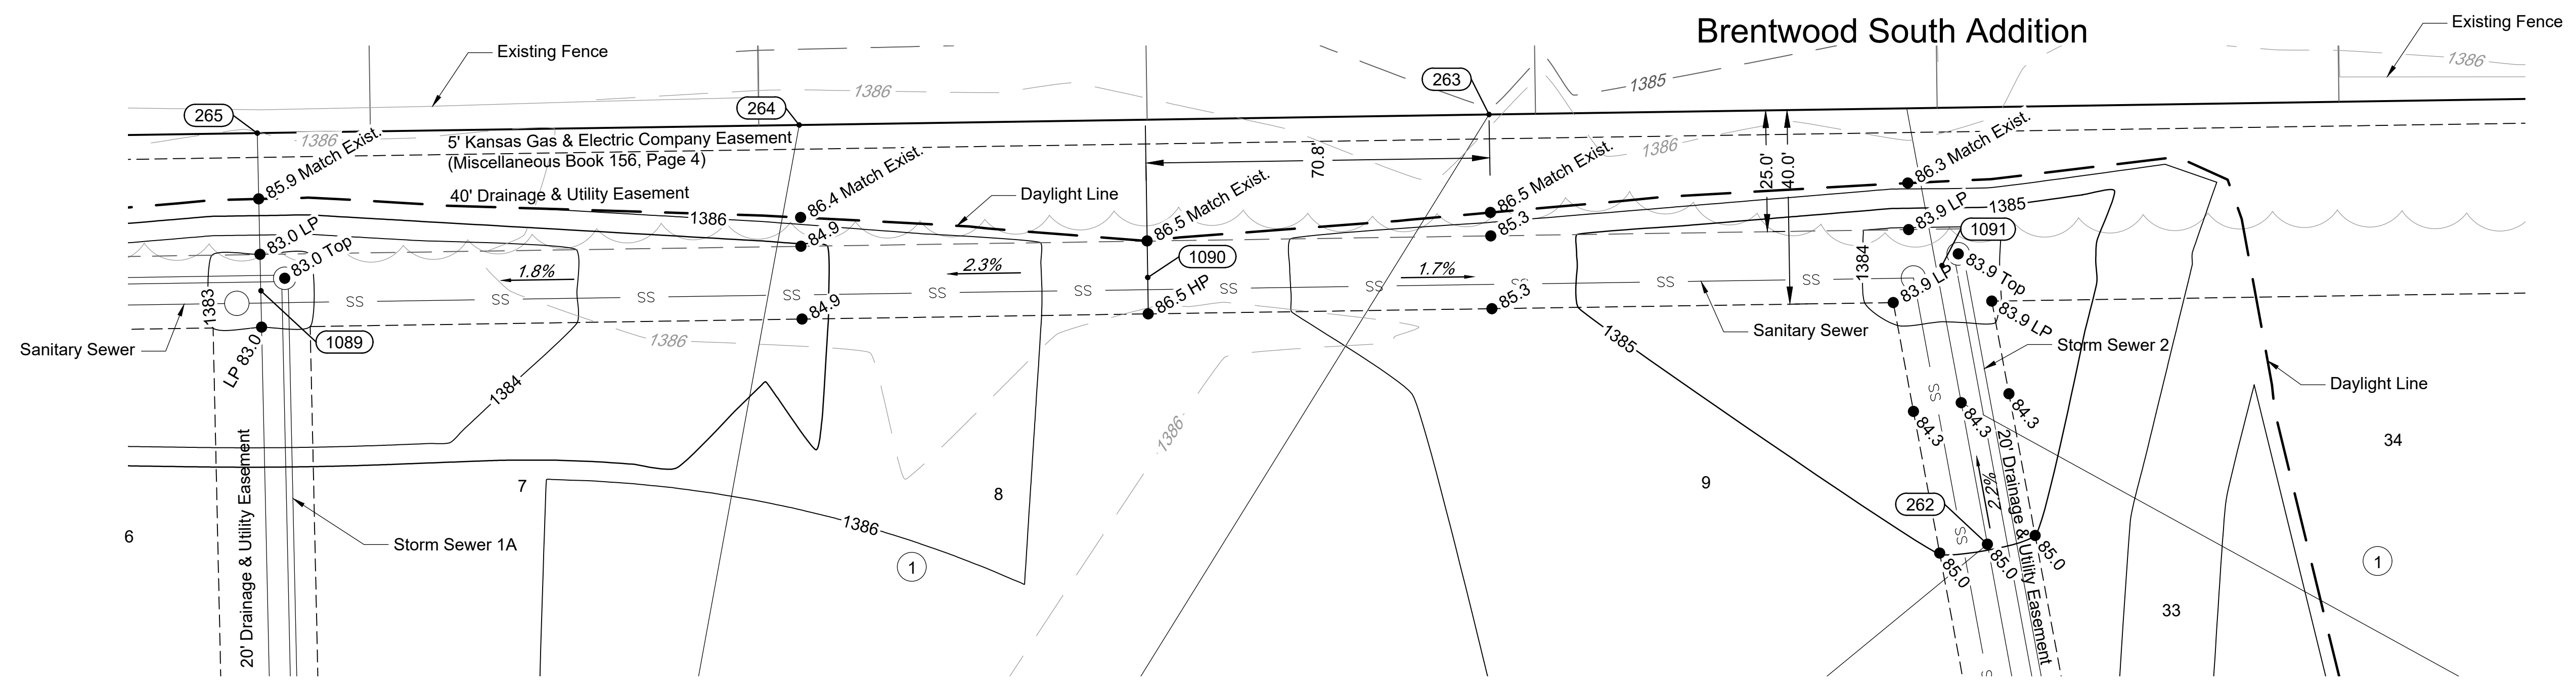 Brentwood South Addition
Existing Fence
Existing Fence
1386
1385
1386
263
264
265
1386
85.9 Match Exist.
5' Kansas Gas & Electric Company Easement
(Miscellaneous Book 156, Page 4)
40' Drainage & Utility Easement
1386
86.4 Match Exist.
Daylight Line
86.5 Match Exist.
70.8'
86.5 Match Exist.
1386
25.0'
40.0'
86.3 Match Exist.
83.0 LP
83.0 Top
84.9
85.3
83.9 LP
1385
1091
1383
1.8%
2.3%
1090
1.7%
1384
83.9 Top
83.9 LP
SS
SS
SS
SS
SS
SS
SS
SS
SS
SS
SS
84.9
86.5 HP
85.3
83.9 LP
Sanitary Sewer
LP 83.0
1089
1386
1385
Sanitary Sewer
Storm Sewer 2
1384
SS
84.3
84.3
84.3
Daylight Line
1386
34
20' Drainage & Utility Easement
7
8
9
2.2%
20' Drainage & Utility Easement
262
SS
6
Storm Sewer 1A
1386
1
85.0
85.0
85.0
1
33